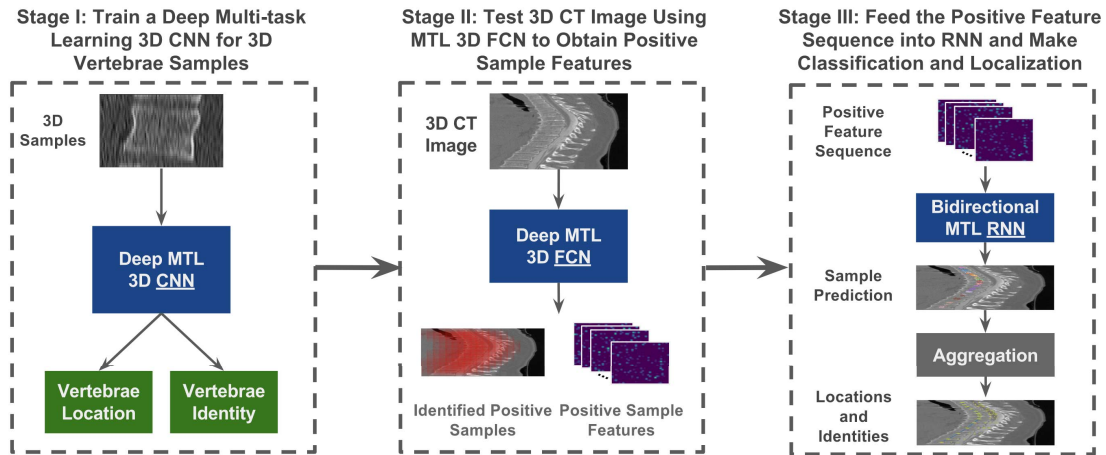 Stage I: Train a Deep Multi-task
Learning 3D CNN for 3D
Vertebrae Samples
3D
Samples
Deep MTL
3D CNN
Vertebrae
Location
Vertebrae
Identity
Stage II: Test 3D CT Image Using
MTL 3D FCN to Obtain Positive
Sample Features
3D CT
Image
Deep MTL
3D FCN
Identified Positive
Samples
Positive Sample
Features
Stage III: Feed the Positive Feature
Sequence into RNN and Make
Classification and Localization
Positive
Feature
Sequence
Bidirectional
MTL RNN
Sample
Prediction
Aggregation
Locations
and
Identities